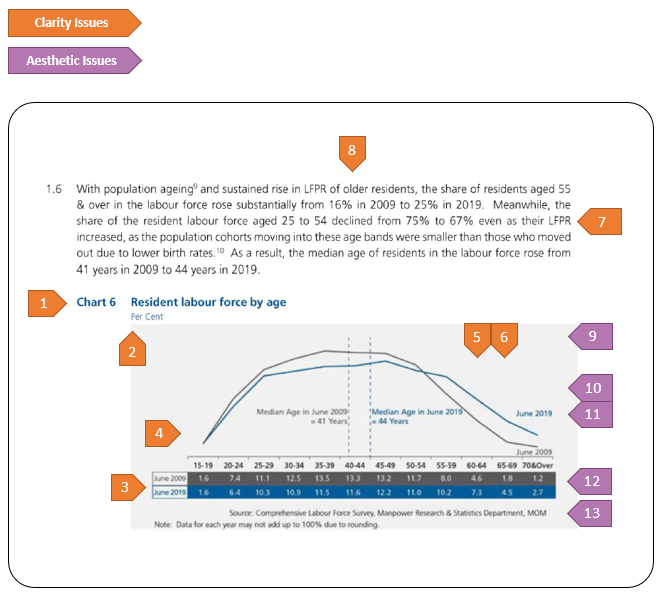 Clarity Issues
Aesthetic Issues
8
1.6 With population ageing⁹ and sustained rise in LFPR of older residents, the share of residents aged 55
& over in the labour force rose substantially from 16% in 2009 to 25% in 2019. Meanwhile, the
share of the resident labour force aged 25 to 54 declined from 75% to 67% even as their LFPR
7
increased, as the population cohorts moving into these age bands were smaller than those who moved
out due to lower birth rates.¹⁰ As a result, the median age of residents in the labour force rose from
41 years in 2009 to 44 years in 2019.
1
Chart 6 Resident labour force by age
Per Cent
2
5 6
9
10
Median Age in June 2009 = 41 Years
Median Age in June 2019 = 44 Years
June 2019
11
4
June 2009
15-19 20-24 25-29 30-34 35-39 40-44 45-49 50-54 55-59 60-64 65-69 70&Over
June 2009 1.6 7.4 11.1 12.5 13.5 13.3 13.2 11.7 8.0 4.6 1.8 1.2
12
3
June 2019 1.6 6.4 10.3 10.9 11.5 11.6 12.2 11.0 10.2 7.3 4.5 2.7
Source: Comprehensive Labour Force Survey, Manpower Research & Statistics Department, MOM
13
Note: Data for each year may not add up to 100% due to rounding.